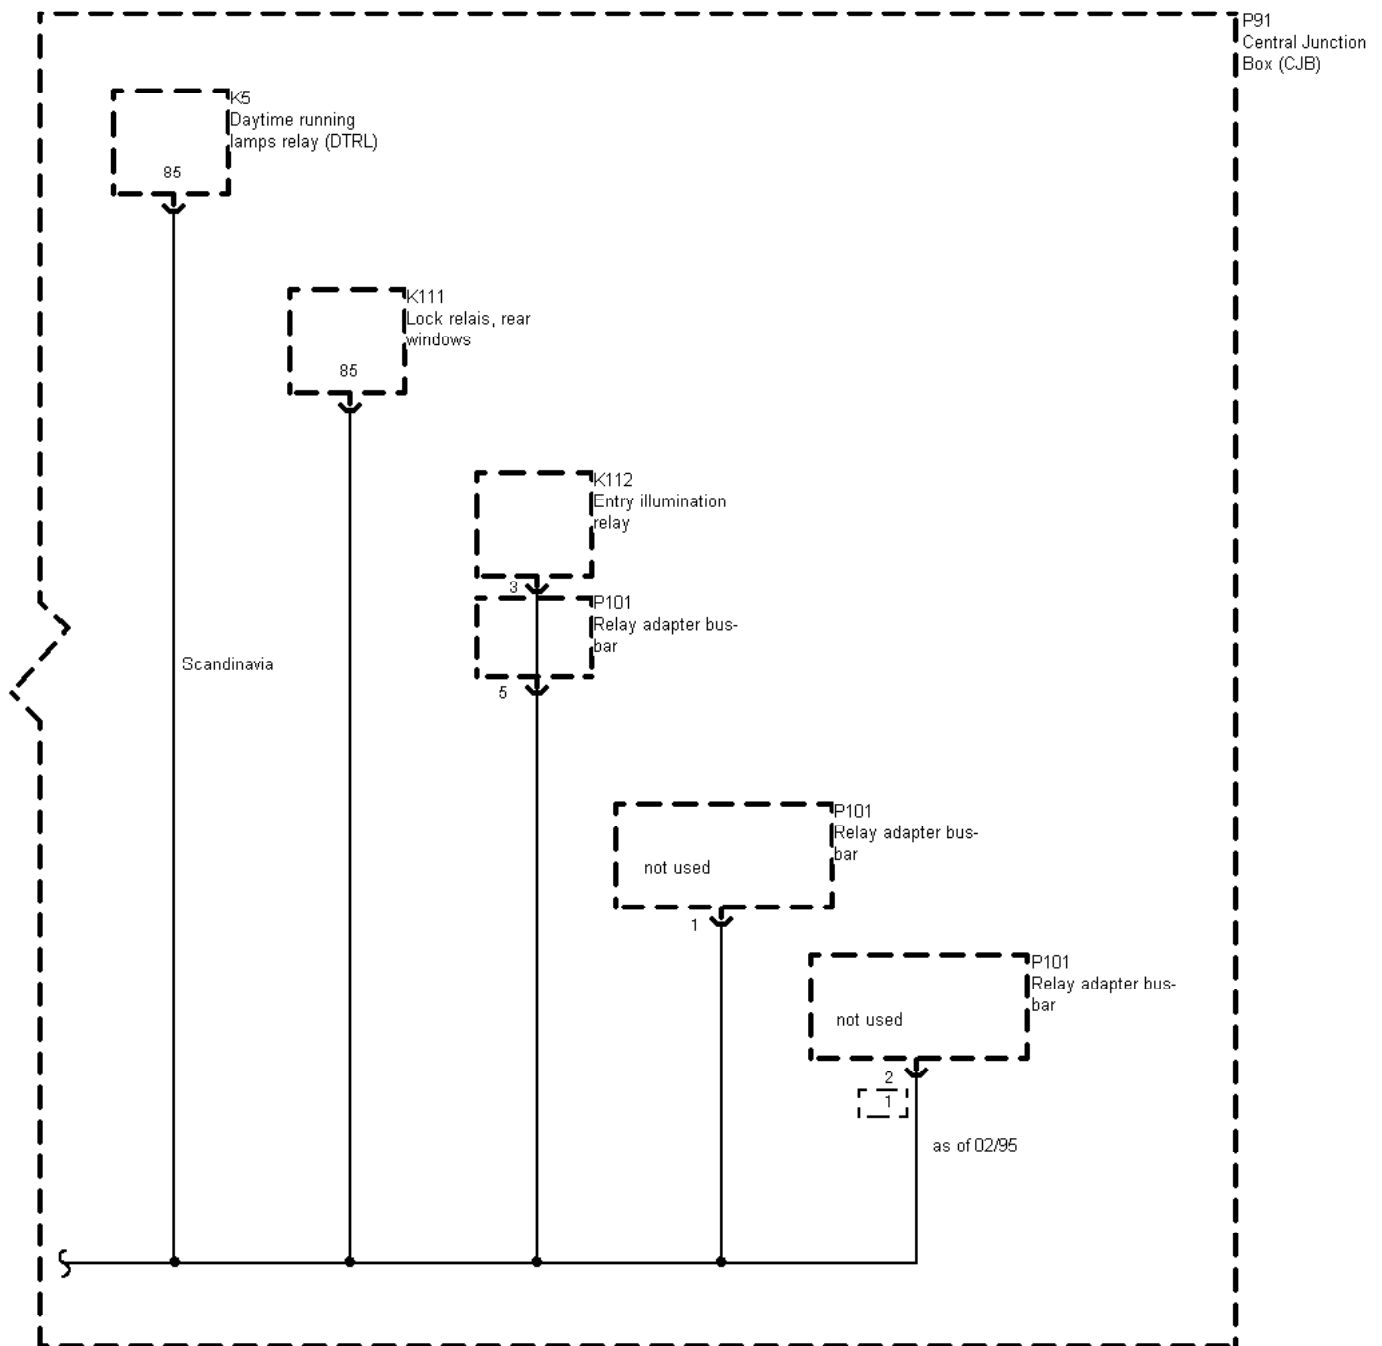 P91
Central Junction
Box (CJB)
K5
Daytime running
lamps relay (DTRL)
85
K111
Lock relais, rear
windows
85
K112
Entry illumination
relay
3
P101
Relay adapter bus-
bar
Scandinavia
5
P101
Relay adapter bus-
bar
not used
1
P101
Relay adapter bus-
bar
not used
2
1
as of 02/95